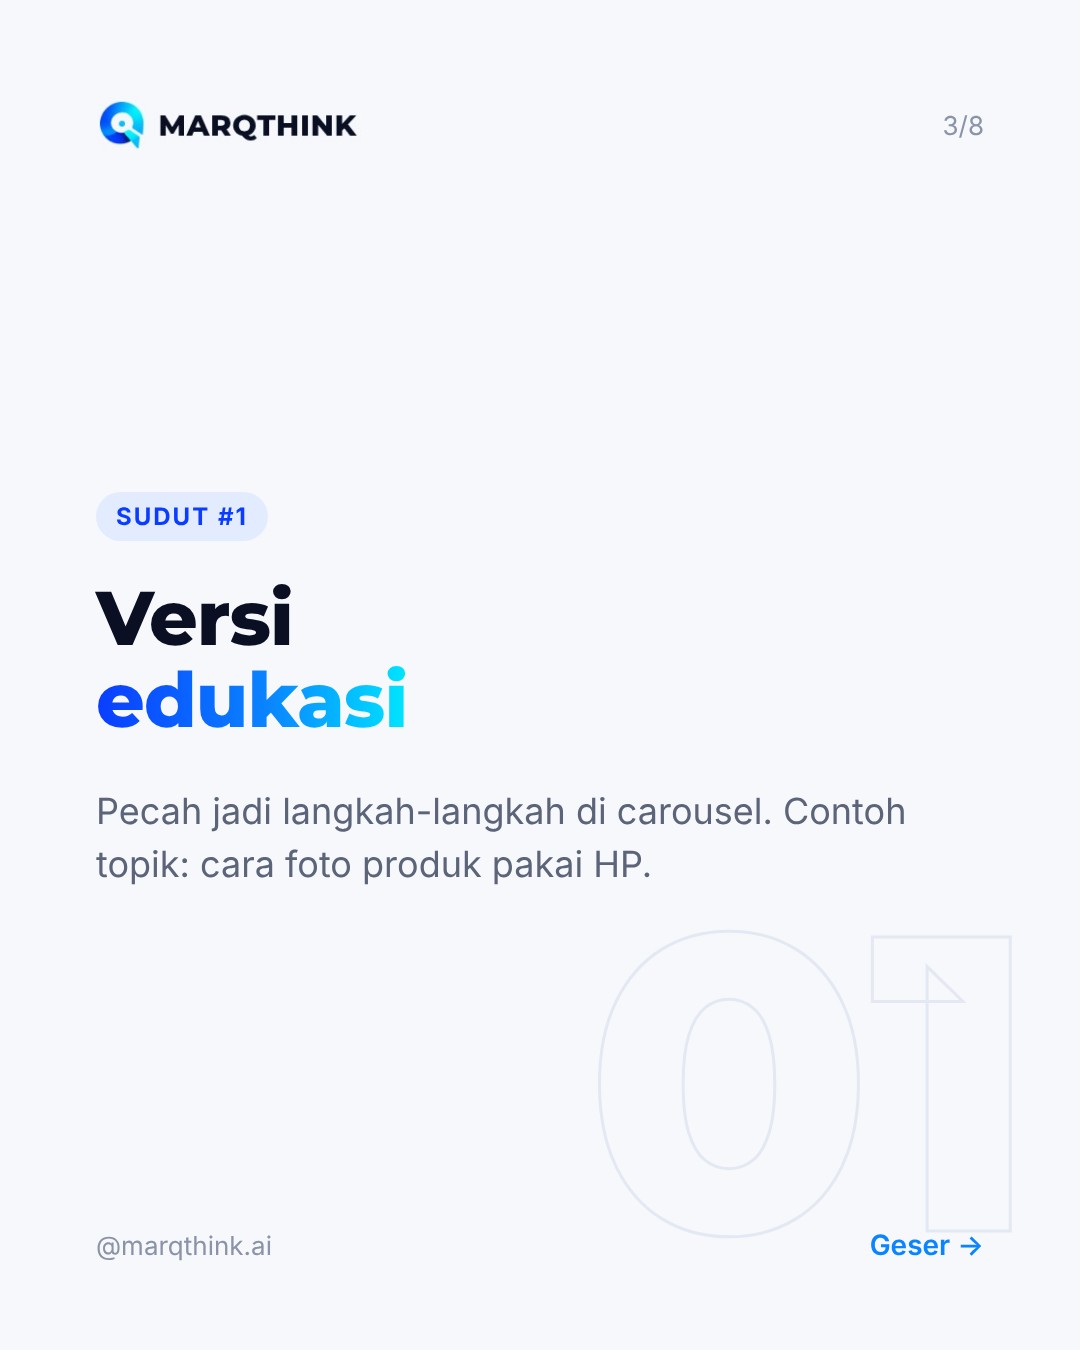 MARQTHINK
3/8
SUDUT #1
Versi
edukasi
Pecah jadi langkah-langkah di carousel. Contoh
topik: cara foto produk pakai HP.
01
@marqthink.ai
Geser →